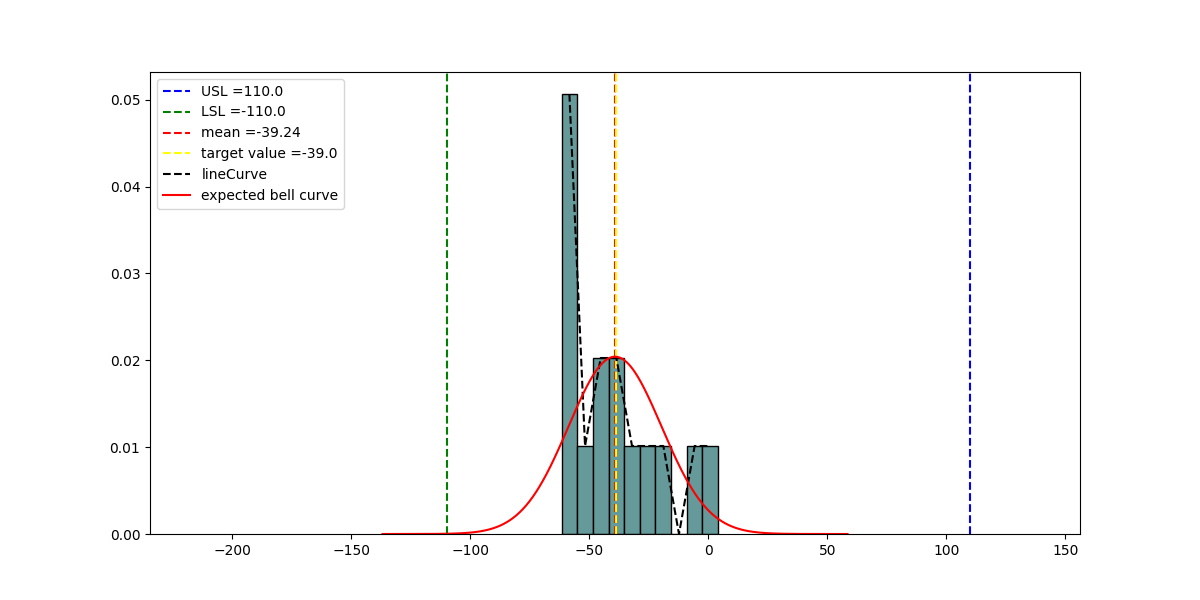 USL =110.0
LSL =-110.0
mean =-39.24
target value =-39.0
lineCurve
expected bell curve
0.05
0.04
0.03
0.02
0.01
0.00
−200
−150
−100
−50
0
50
100
150